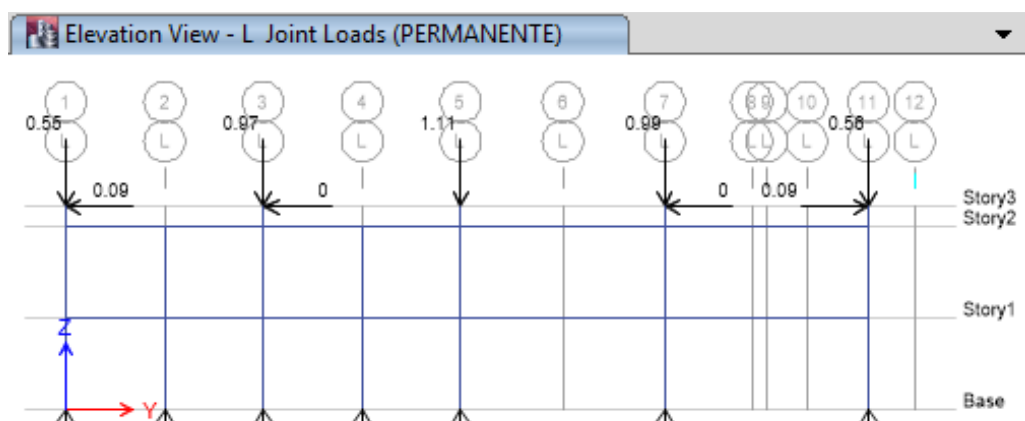 Elevation View - L Joint Loads (PERMANENTE)
1 2 3 4 5 6 7 8 9 10 11 12
0.55 0.97 1.11 0.99 0.56
L L L L L L L L L L L L
0.09 0 0 0.09
Story3
Story2
Story1
Z
Base
Y